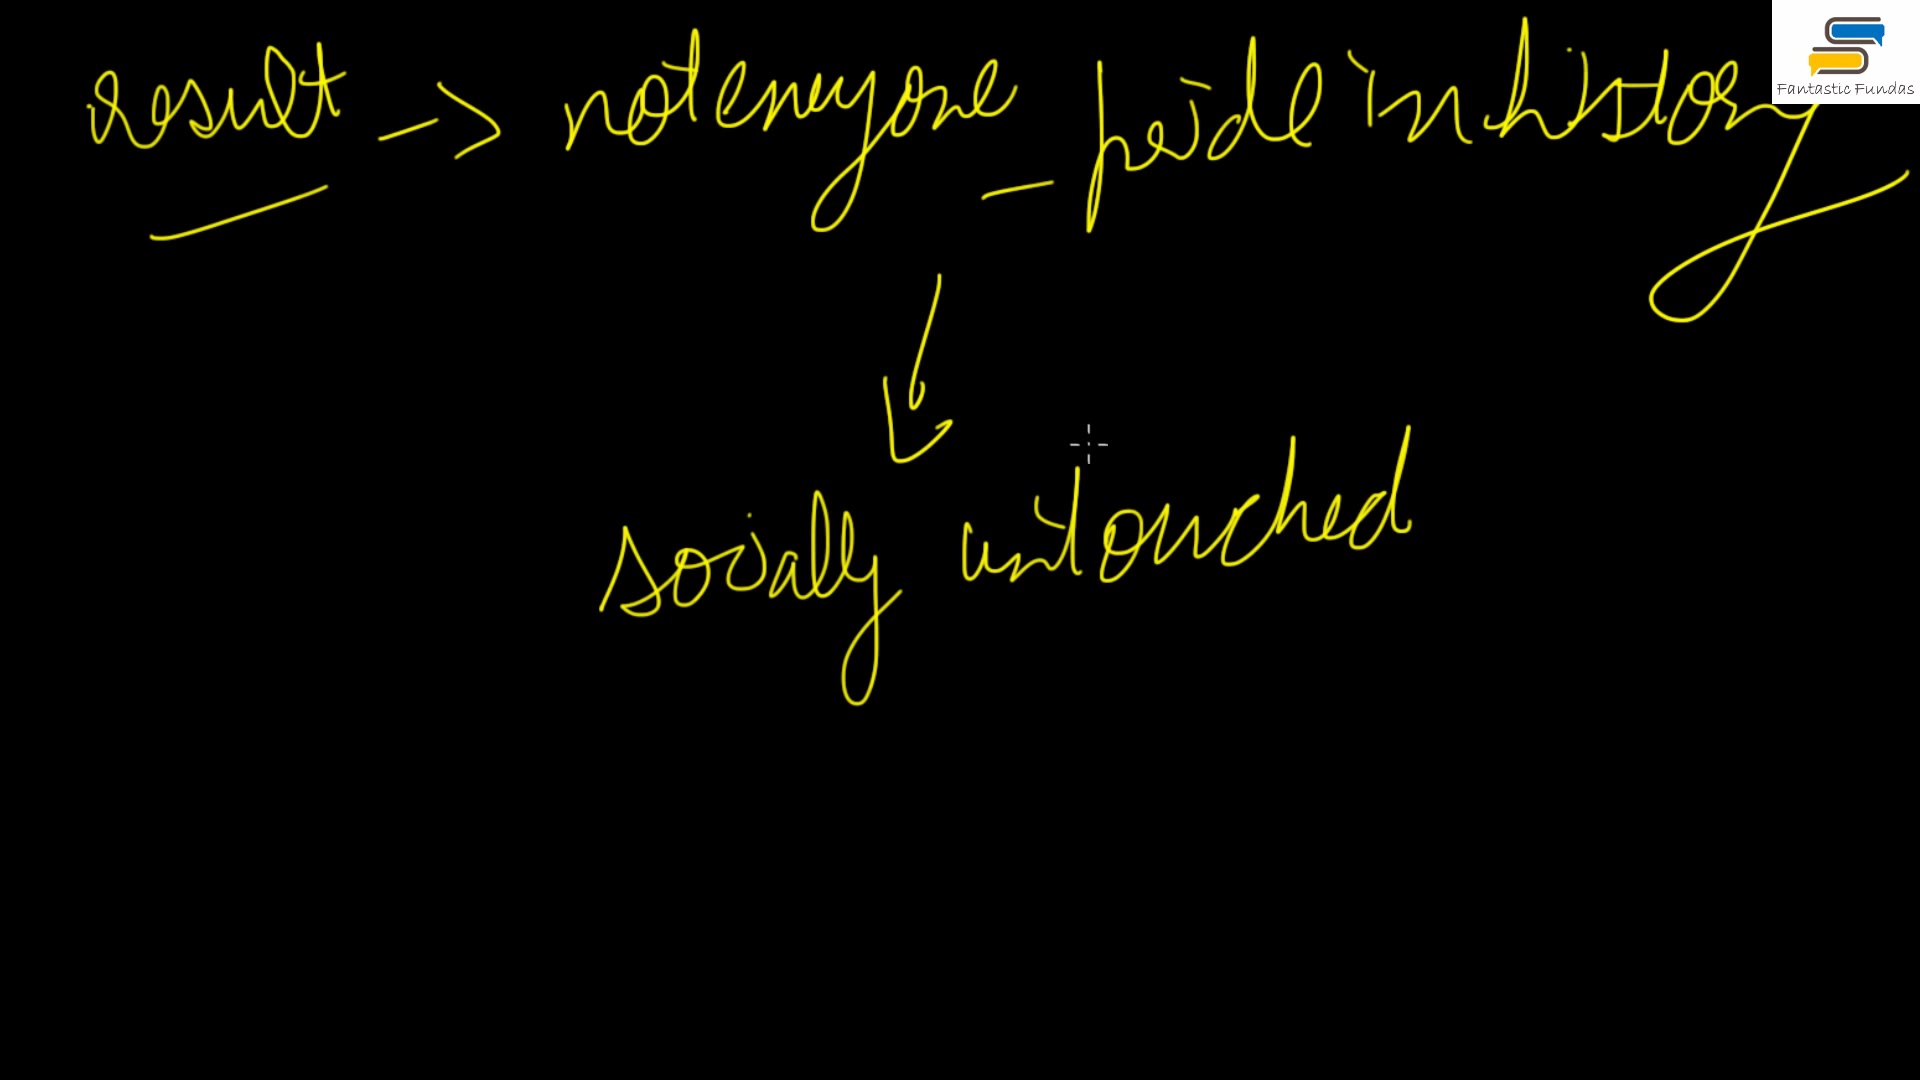 result -> not everyone - pride in history
Fantastic Fundas
socially untouched